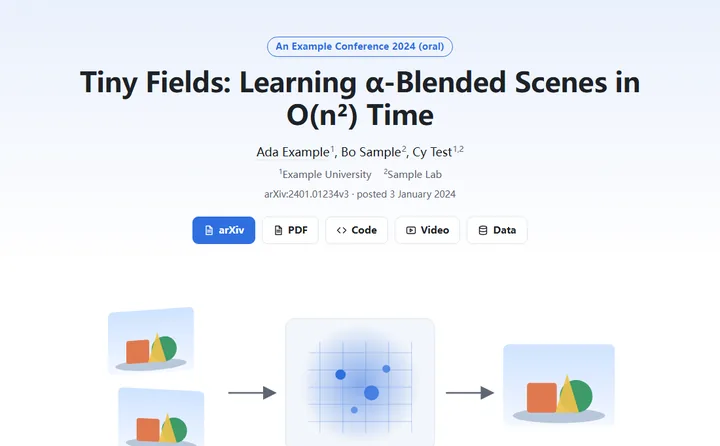 An Example Conference 2024 (oral)
Tiny Fields: Learning α-Blended Scenes in
O(n²) Time
Ada Example¹, Bo Sample², Cy Test¹,²
¹Example University ²Sample Lab
arXiv:2401.01234v3 · posted 3 January 2024
arXiv PDF Code Video Data